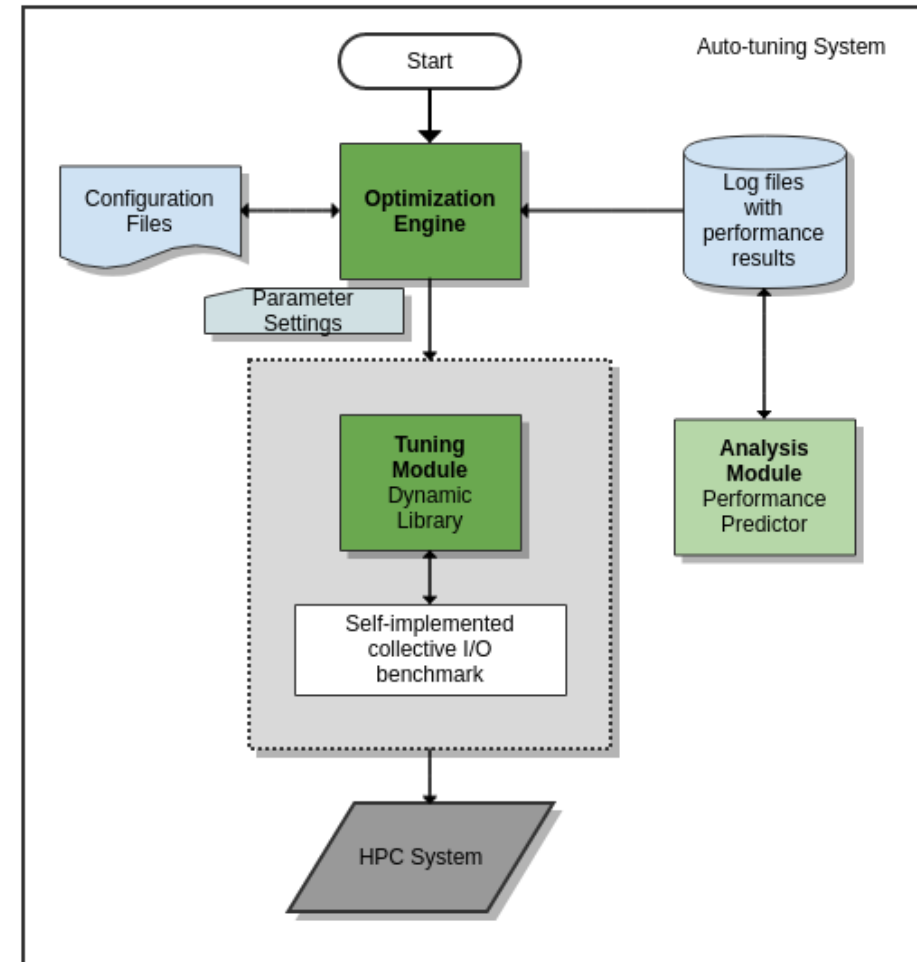 Auto-tuning System
Start
Configuration
Files
Optimization
Engine
Log files
with
performance
results
Parameter
Settings
Tuning
Module
Dynamic
Library
Analysis
Module
Performance
Predictor
Self-implemented
collective I/O
benchmark
HPC System